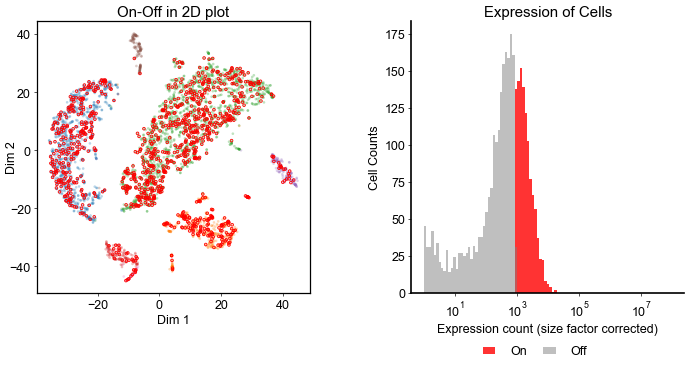 On-Off in 2D plot
40
20
0
−20
−40
Dim 2
−20 0 20 40
Dim 1
Expression of Cells
175
150
125
100
75
50
25
0
Cell Counts
10^1 10^3 10^5 10^7
Expression count (size factor corrected)
On Off